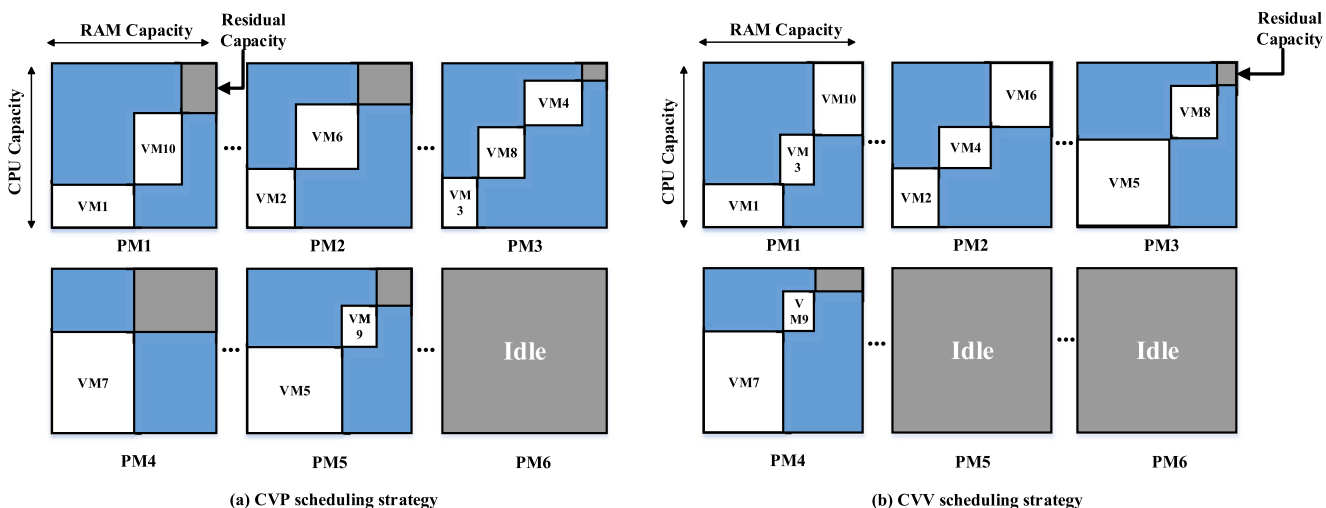 RAM Capacity
Residual
Capacity
CPU Capacity
VM1
VM10
PM1
...
VM2
VM6
PM2
...
VM
3
VM8
VM4
PM3
VM7
PM4
...
VM5
VM
9
PM5
...
Idle
PM6
(a) CVP scheduling strategy
RAM Capacity
Residual
Capacity
CPU Capacity
VM1
VM
3
VM10
PM1
...
VM2
VM4
VM6
PM2
...
VM5
VM8
PM3
VM7
V
M9
PM4
...
Idle
PM5
...
Idle
PM6
(b) CVV scheduling strategy